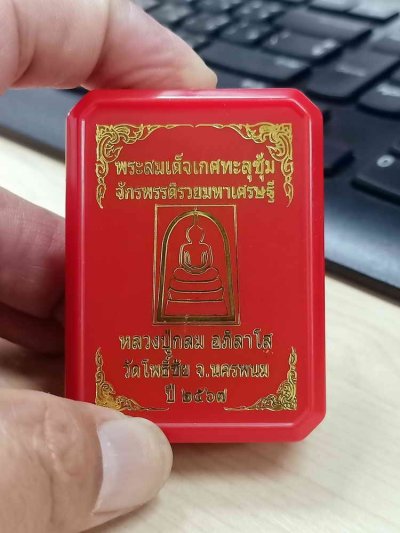 พระสมเด็จเกศทะลุซุ้ม
จักรพรรดิรวยมหาเศรษฐี
หลวงปู่กลม อภิลาโส
วัดโพธิ์ชัย จ.นครพนม
ปี ๒๕๖๗